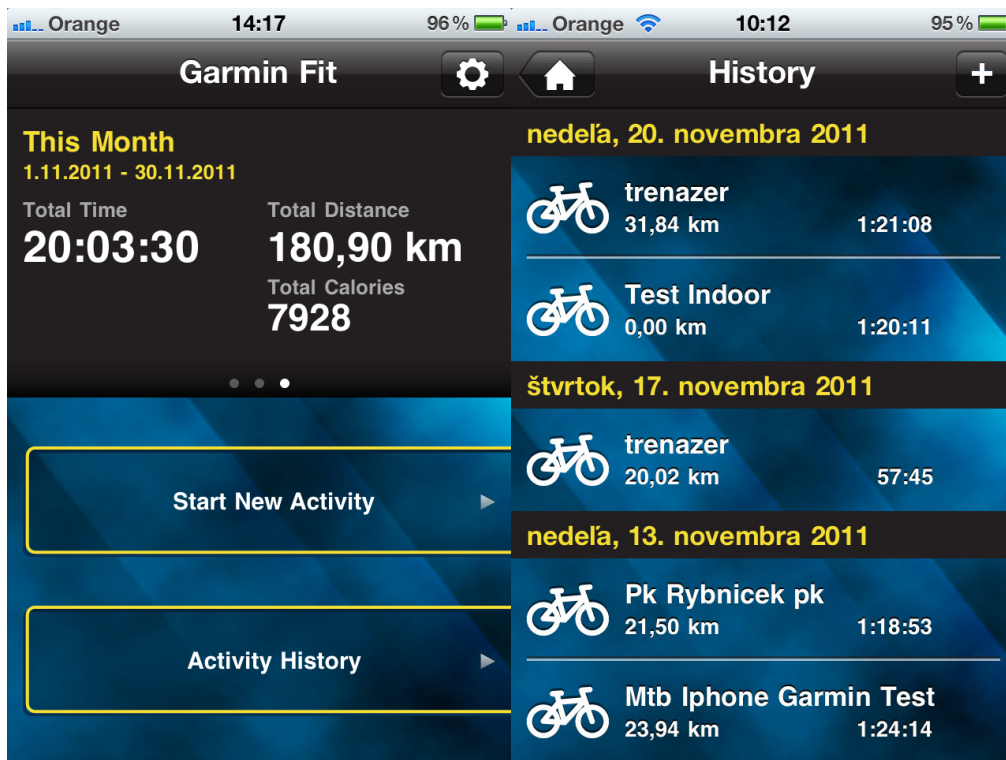 Orange 14:17 96 %
Garmin Fit
This Month
1.11.2011 - 30.11.2011
Total Time
20:03:30
Total Distance
180,90 km
Total Calories
7928
Start New Activity
Activity History
Orange 10:12 95 %
History
nedeľa, 20. novembra 2011
trenazer
31,84 km 1:21:08
Test Indoor
0,00 km 1:20:11
štvrtok, 17. novembra 2011
trenazer
20,02 km 57:45
nedeľa, 13. novembra 2011
Pk Rybnicek pk
21,50 km 1:18:53
Mtb Iphone Garmin Test
23,94 km 1:24:14